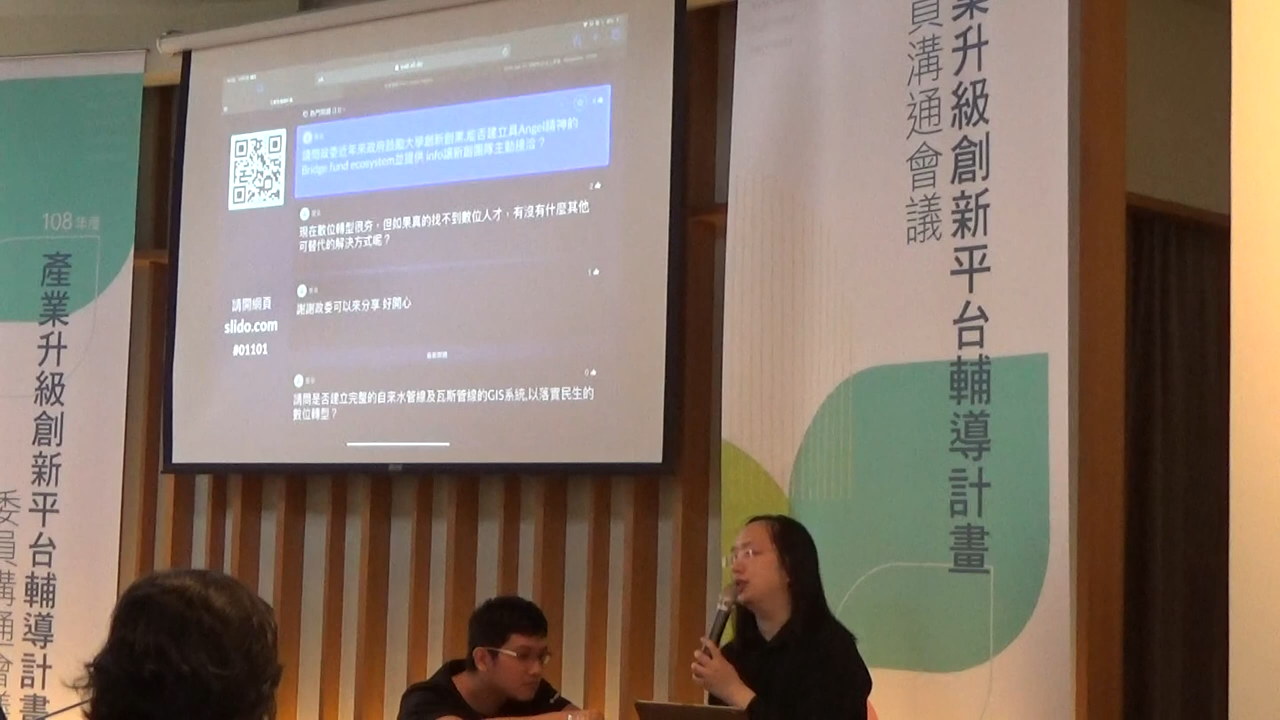 108年度
產業升級創新平台輔導計畫
委員溝通會議
請問政委近年來政府鼓勵大學創新創業,能否建立具Angel精神的
Bridge fund ecosystem並提供 info讓新創團隊主動接洽？
現在數位轉型很夯，但如果真的找不到數位人才，有沒有什麼其他
可替代的解決方式呢？
1
謝謝政委可以來分享 好開心
請開網頁
slido.com
#01101
0
請問是否建立完整的自來水管線及瓦斯管線的GIS系統,以落實民生的
數位轉型？
業升級創新平台輔導計畫
員溝通會議